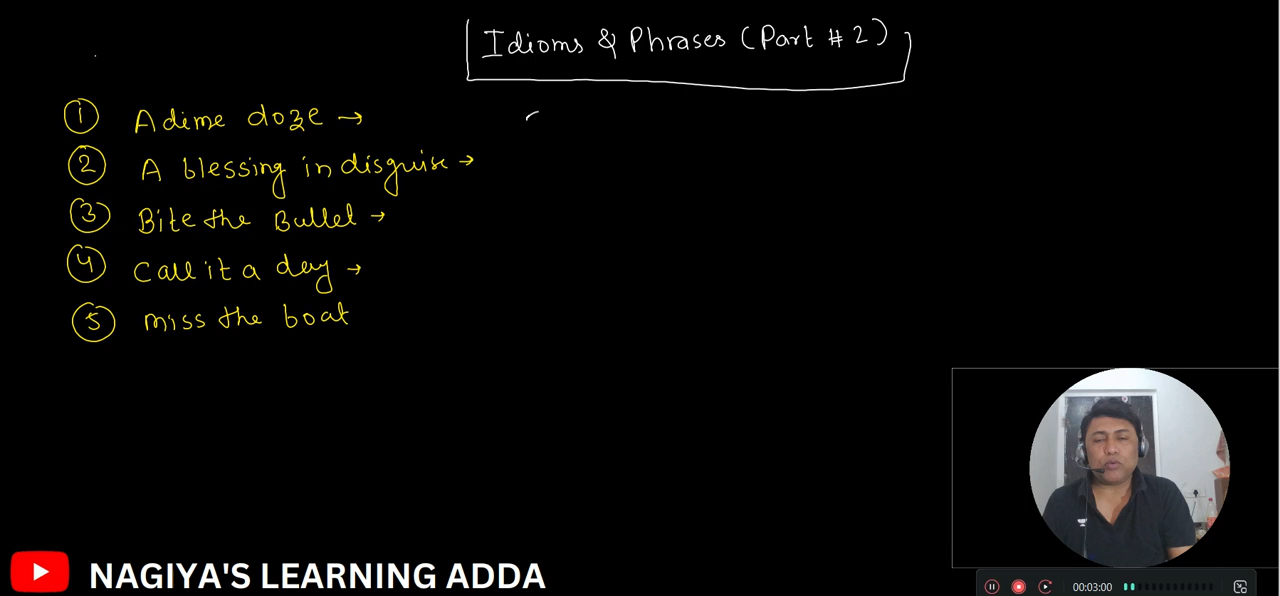 Idioms & Phrases (Part # 2)
① A dime doze →
② A blessing in disguise →
③ Bite the Bullet →
④ Call it a day →
⑤ miss the boat
NAGIYA'S LEARNING ADDA
00:03:00